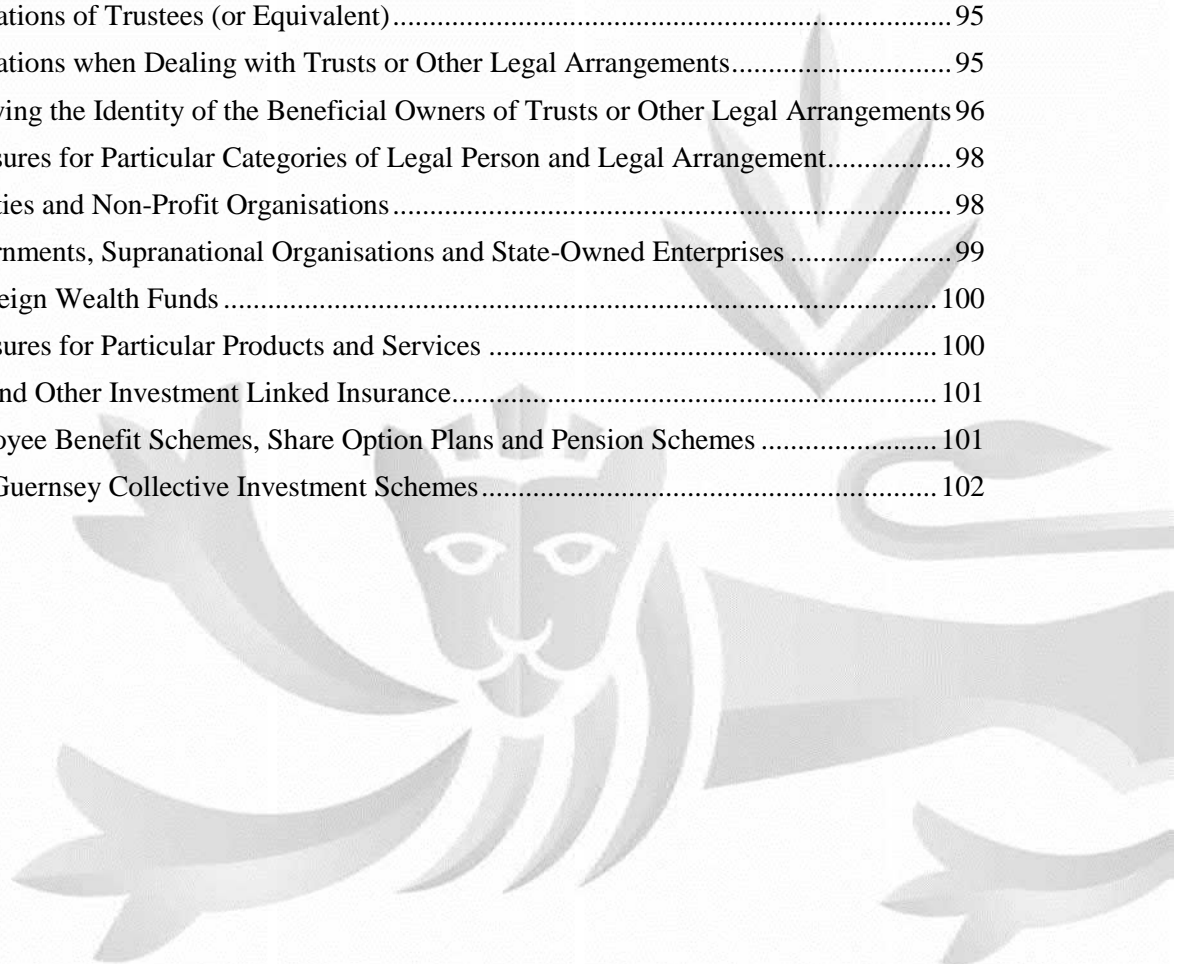 ations of Trustees (or Equivalent)........................................ 95
ations when Dealing with Trusts or Other Legal Arrangements.................... 95
ying the Identity of the Beneficial Owners of Trusts or Other Legal Arrangements 96
sures for Particular Categories of Legal Person and Legal Arrangement........... 98
ties and Non-Profit Organisations........................................ 98
rnments, Supranational Organisations and State-Owned Enterprises .............. 99
eign Wealth Funds ........................................ 100
sures for Particular Products and Services .............................. 100
nd Other Investment Linked Insurance.............................. 101
oyee Benefit Schemes, Share Option Plans and Pension Schemes ................ 101
Guernsey Collective Investment Schemes.............................. 102